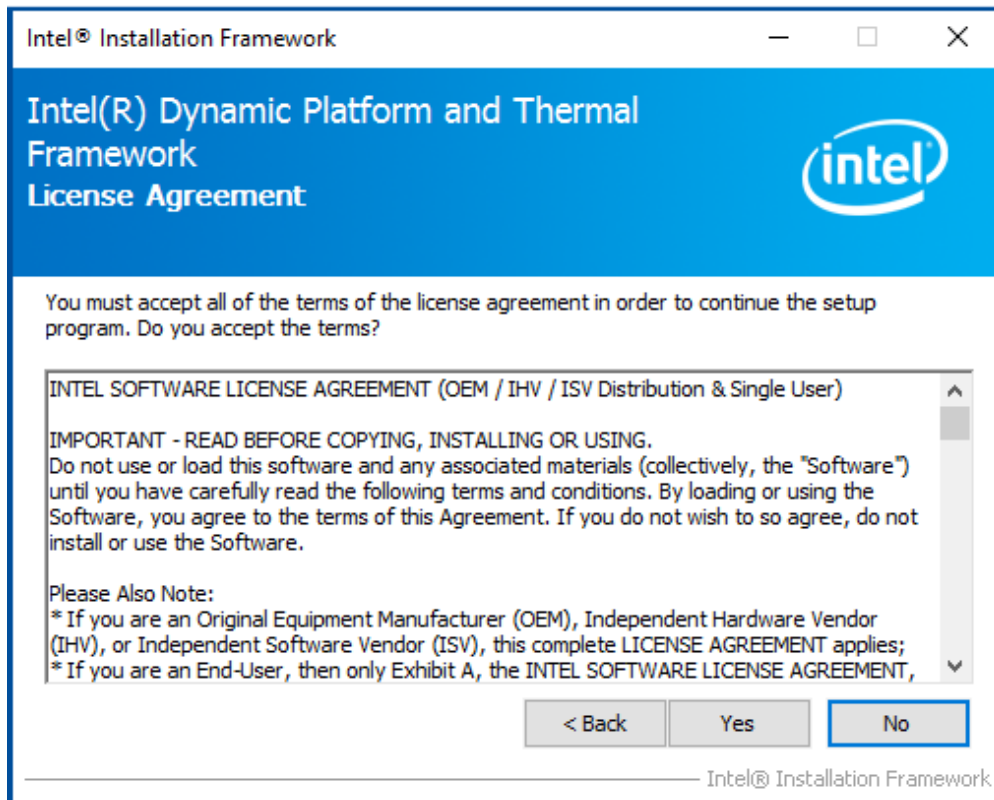 Intel® Installation Framework
Intel(R) Dynamic Platform and Thermal
Framework
License Agreement
intel
You must accept all of the terms of the license agreement in order to continue the setup
program. Do you accept the terms?
INTEL SOFTWARE LICENSE AGREEMENT (OEM / IHV / ISV Distribution & Single User)
IMPORTANT - READ BEFORE COPYING, INSTALLING OR USING.
Do not use or load this software and any associated materials (collectively, the "Software")
until you have carefully read the following terms and conditions. By loading or using the
Software, you agree to the terms of this Agreement. If you do not wish to so agree, do not
install or use the Software.
Please Also Note:
* If you are an Original Equipment Manufacturer (OEM), Independent Hardware Vendor
(IHV), or Independent Software Vendor (ISV), this complete LICENSE AGREEMENT applies;
* If you are an End-User, then only Exhibit A, the INTEL SOFTWARE LICENSE AGREEMENT,
< Back Yes No
Intel® Installation Framework